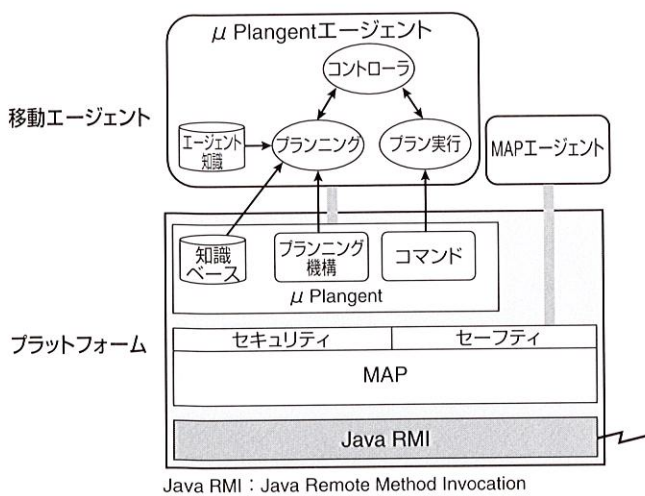 μ Plangentエージェント
コントローラ
移動エージェント
エージェント
知識
プランニング
プラン実行
MAPエージェント
知識
ベース
プランニング
機構
コマンド
μ Plangent
プラットフォーム
セキュリティ
セーフティ
MAP
Java RMI
Java RMI：Java Remote Method Invocation